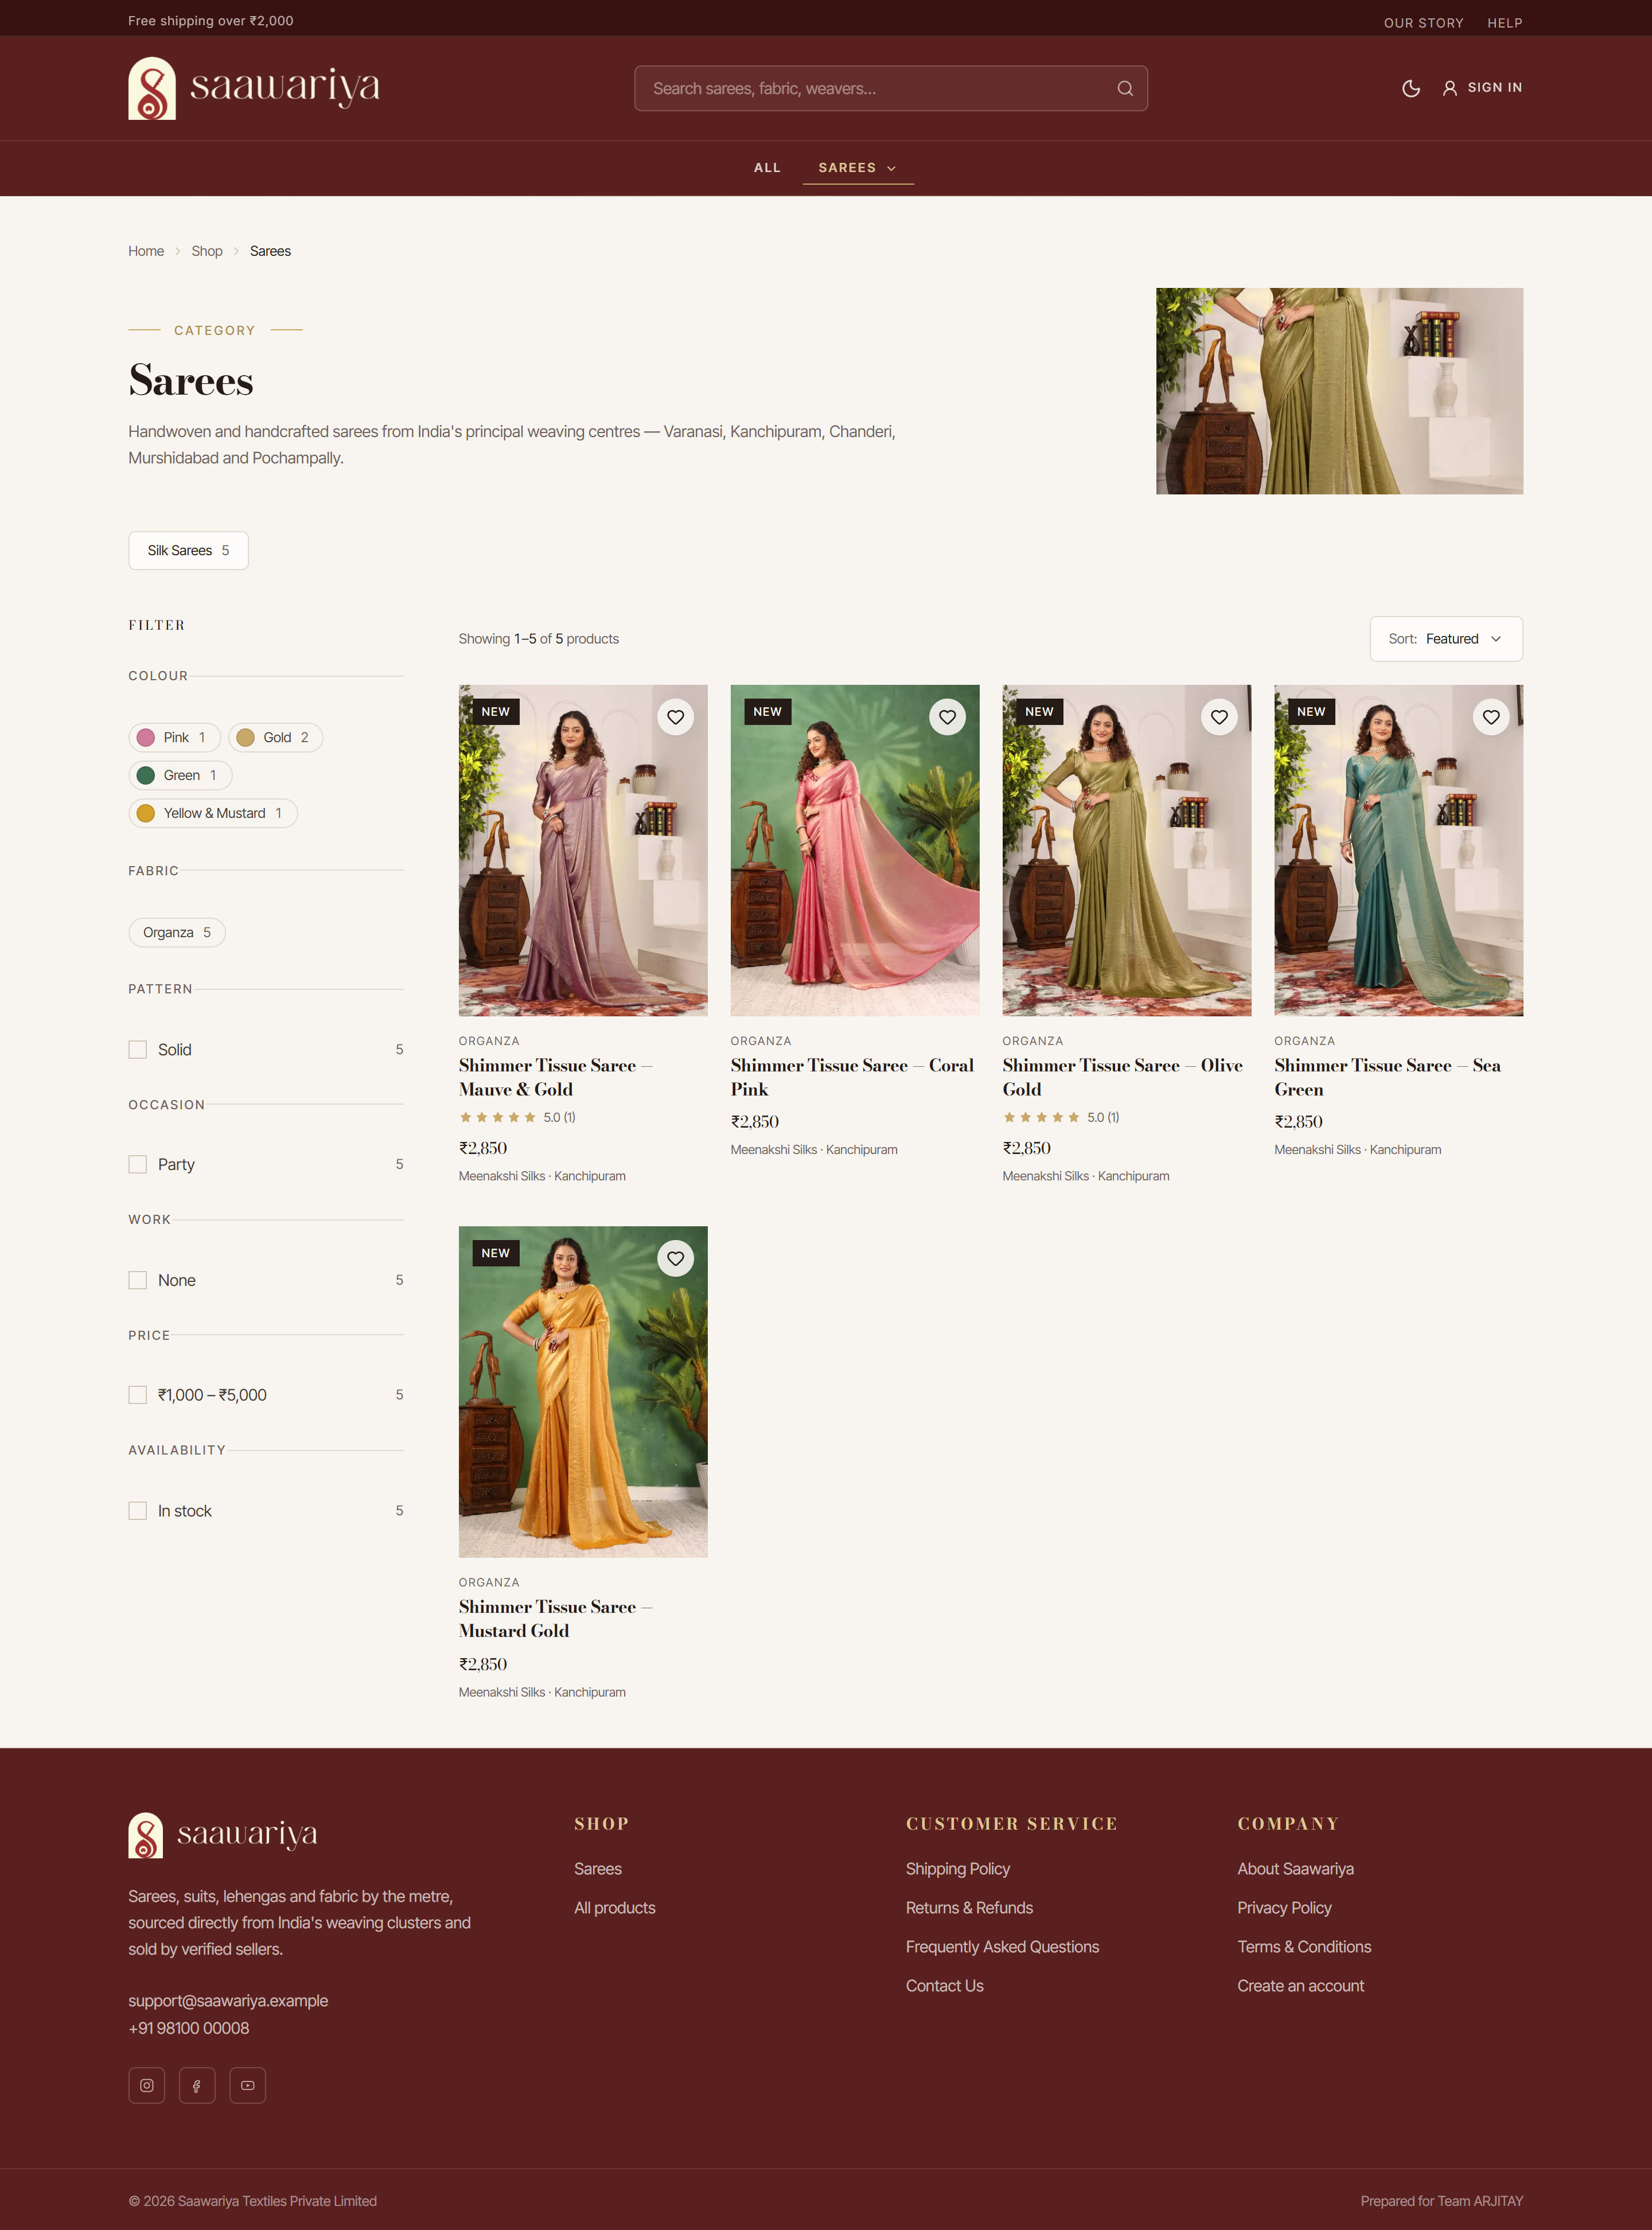 Free shipping over ₹2,000
OUR STORY HELP
saawariya
Search sarees, fabric, weavers...
SIGN IN
ALL SAREES
Home Shop Sarees
CATEGORY
Sarees
Handwoven and handcrafted sarees from India's principal weaving centres — Varanasi, Kanchipuram, Chanderi,
Murshidabad and Pochampally.
Silk Sarees 5
FILTER
COLOUR
Pink 1 Gold 2
Green 1
Yellow & Mustard 1
FABRIC
Organza 5
PATTERN
Solid 5
OCCASION
Party 5
WORK
None 5
PRICE
₹1,000 – ₹5,000 5
AVAILABILITY
In stock 5
Showing 1–5 of 5 products
Sort: Featured
NEW
ORGANZA
Shimmer Tissue Saree —
Mauve & Gold
5.0 (1)
₹2,850
Meenakshi Silks · Kanchipuram
NEW
ORGANZA
Shimmer Tissue Saree — Coral
Pink
₹2,850
Meenakshi Silks · Kanchipuram
NEW
ORGANZA
Shimmer Tissue Saree — Olive
Gold
5.0 (1)
₹2,850
Meenakshi Silks · Kanchipuram
NEW
ORGANZA
Shimmer Tissue Saree — Sea
Green
₹2,850
Meenakshi Silks · Kanchipuram
NEW
ORGANZA
Shimmer Tissue Saree —
Mustard Gold
₹2,850
Meenakshi Silks · Kanchipuram
saawariya
Sarees, suits, lehengas and fabric by the metre,
sourced directly from India's weaving clusters and
sold by verified sellers.
support@saawariya.example
+91 98100 00008
SHOP
Sarees
All products
CUSTOMER SERVICE
Shipping Policy
Returns & Refunds
Frequently Asked Questions
Contact Us
COMPANY
About Saawariya
Privacy Policy
Terms & Conditions
Create an account
© 2026 Saawariya Textiles Private Limited
Prepared for Team ARJITAY